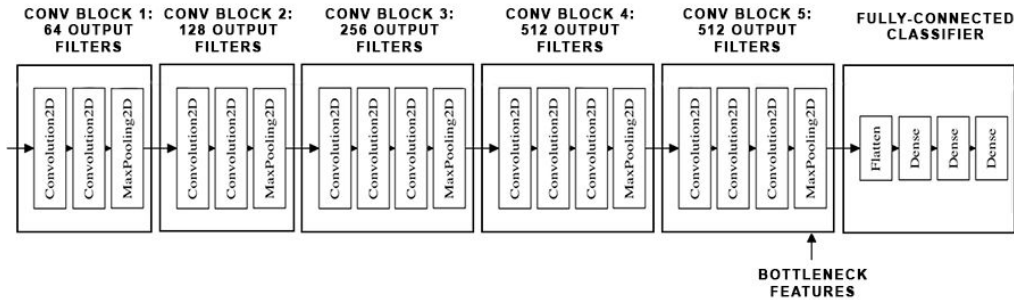 CONV BLOCK 1:
64 OUTPUT
FILTERS
CONV BLOCK 2:
128 OUTPUT
FILTERS
CONV BLOCK 3:
256 OUTPUT
FILTERS
CONV BLOCK 4:
512 OUTPUT
FILTERS
CONV BLOCK 5:
512 OUTPUT
FILTERS
FULLY-CONNECTED
CLASSIFIER
Convolution2D
Convolution2D
MaxPooling2D
Convolution2D
Convolution2D
MaxPooling2D
Convolution2D
Convolution2D
Convolution2D
MaxPooling2D
Convolution2D
Convolution2D
Convolution2D
MaxPooling2D
Convolution2D
Convolution2D
Convolution2D
MaxPooling2D
Flatten
Dense
Dense
Dense
BOTTLENECK
FEATURES